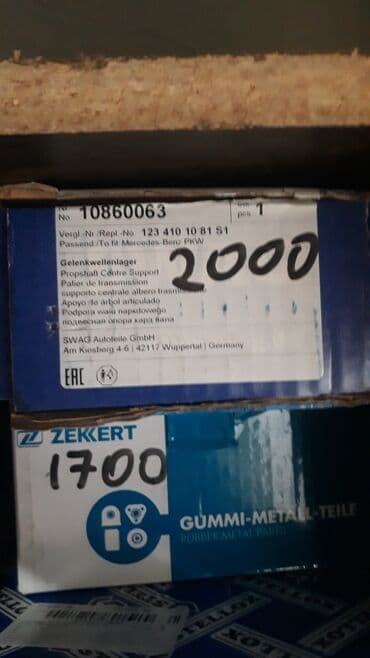 No 10860063 pcs 1
Vergl.-Nr./Repl.-No 123 410 10 81 S1
Passend/To fit Mercedes-Benz PKW
2000
Gelenkwellenlager
Propshaft Centre Support
Palier de transmission
supporto centrale albero
Apoyo de árbol articulado
Podpora wału napędowego
подвесная опора кард вала
SWAG Autoteile GmbH
Am Kiesberg 4-6 | 42117 Wuppertal | Germany
EAC
ZEKKERT
1700
GUMMI-METALL-TEILE
RUBBER METAL PARTS